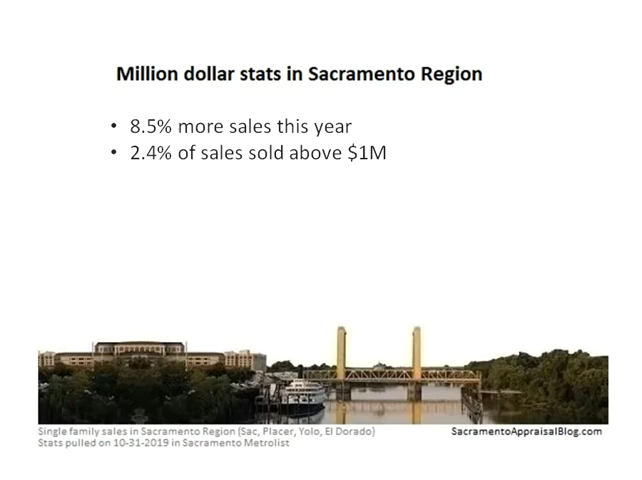 Million dollar stats in Sacramento Region
• 8.5% more sales this year
• 2.4% of sales sold above $1M
Single family sales in Sacramento Region (Sac, Placer, Yolo, El Dorado)
SacramentoAppraisalBlog.com
Stats pulled on 10-31-2019 in Sacramento Metrolist